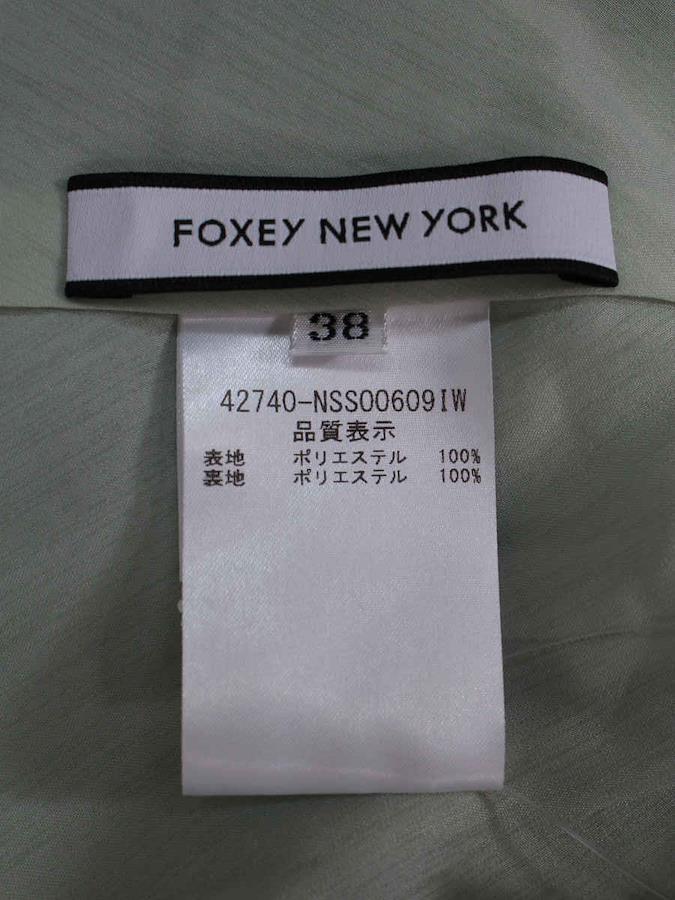 FOXEY NEW YORK
38
42740-NSS00609IW
品質表示
表地 ポリエステル 100%
裏地 ポリエステル 100%